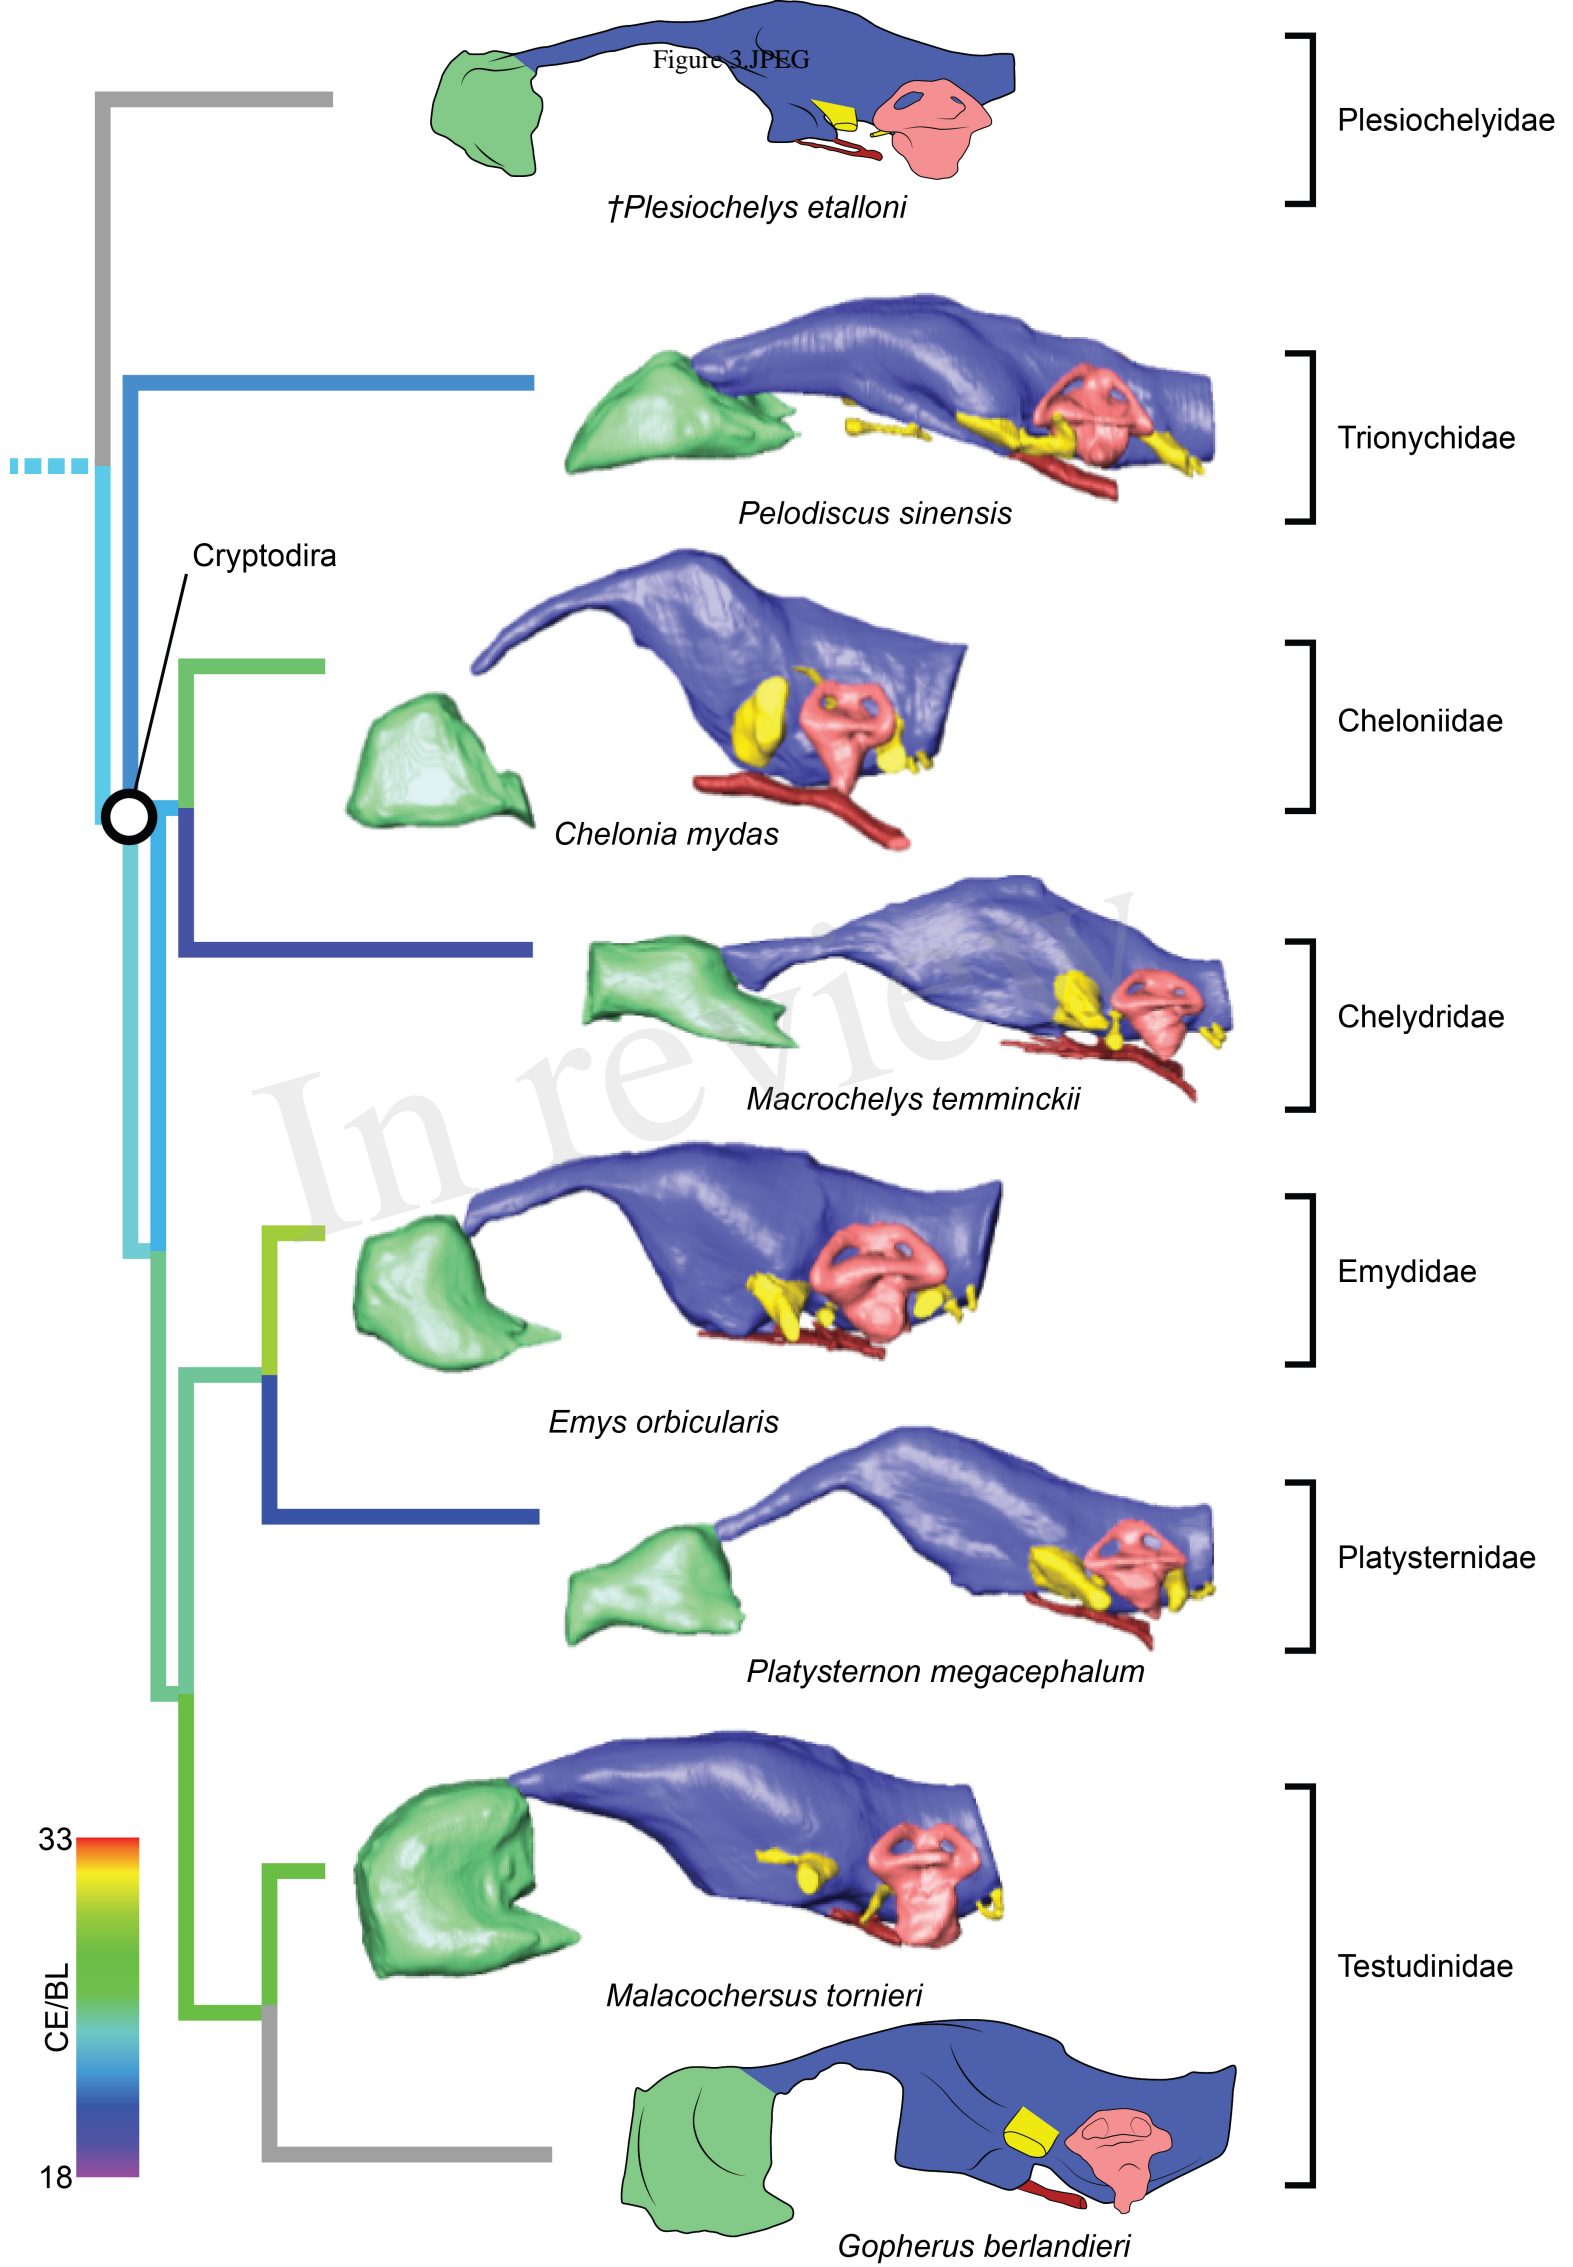 Figure 3.JPEG
Plesiochelyidae
†Plesiochelys etalloni
Trionychidae
Pelodiscus sinensis
Cryptodira
Cheloniidae
Chelonia mydas
Chelydridae
Macrochelys temminckii
In review
Emydidae
Emys orbicularis
Platysternidae
Platysternon megacephalum
33
CE/BL
18
Malacochersus tornieri
Testudinidae
Gopherus berlandieri